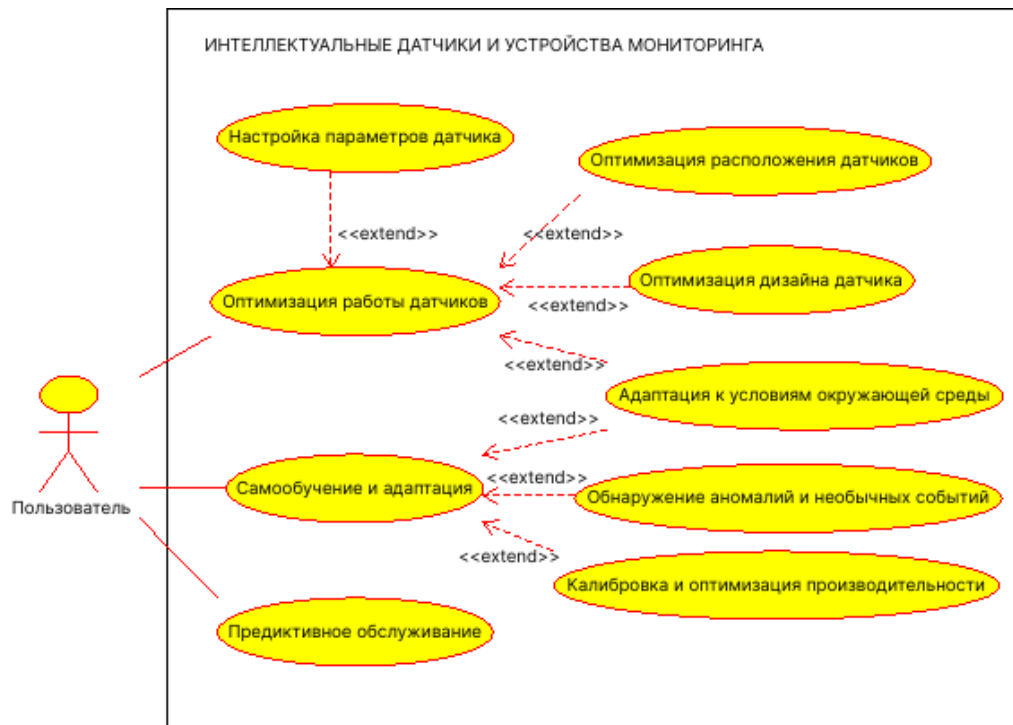 ИНТЕЛЛЕКТУАЛЬНЫЕ ДАТЧИКИ И УСТРОЙСТВА МОНИТОРИНГА
Настройка параметров датчика
Оптимизация расположения датчиков
<<extend>>
<<extend>>
Оптимизация дизайна датчика
Оптимизация работы датчиков
<<extend>>
<<extend>>
Адаптация к условиям окружающей среды
<<extend>>
<<extend>>
Самообучение и адаптация
Обнаружение аномалий и необычных событий
Пользователь
<<extend>>
Калибровка и оптимизация производительности
Предиктивное обслуживание